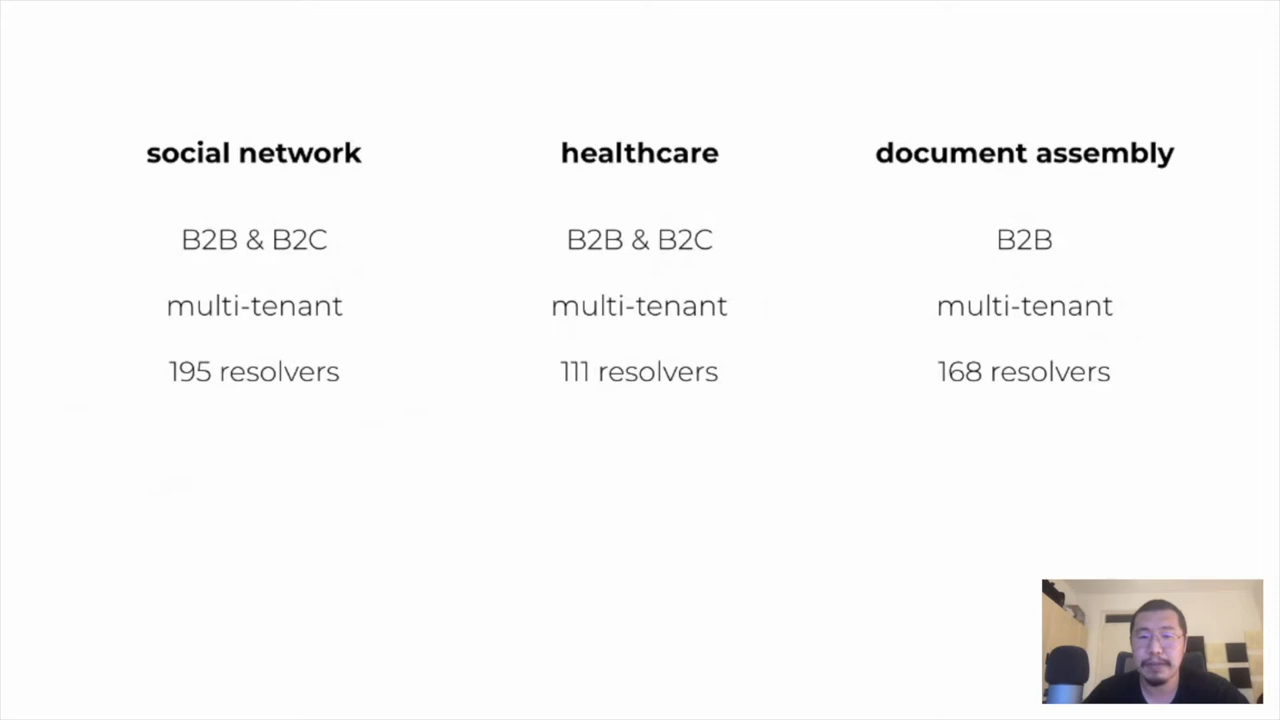 social network
healthcare
document assembly
B2B & B2C
B2B & B2C
B2B
multi-tenant
multi-tenant
multi-tenant
195 resolvers
111 resolvers
168 resolvers